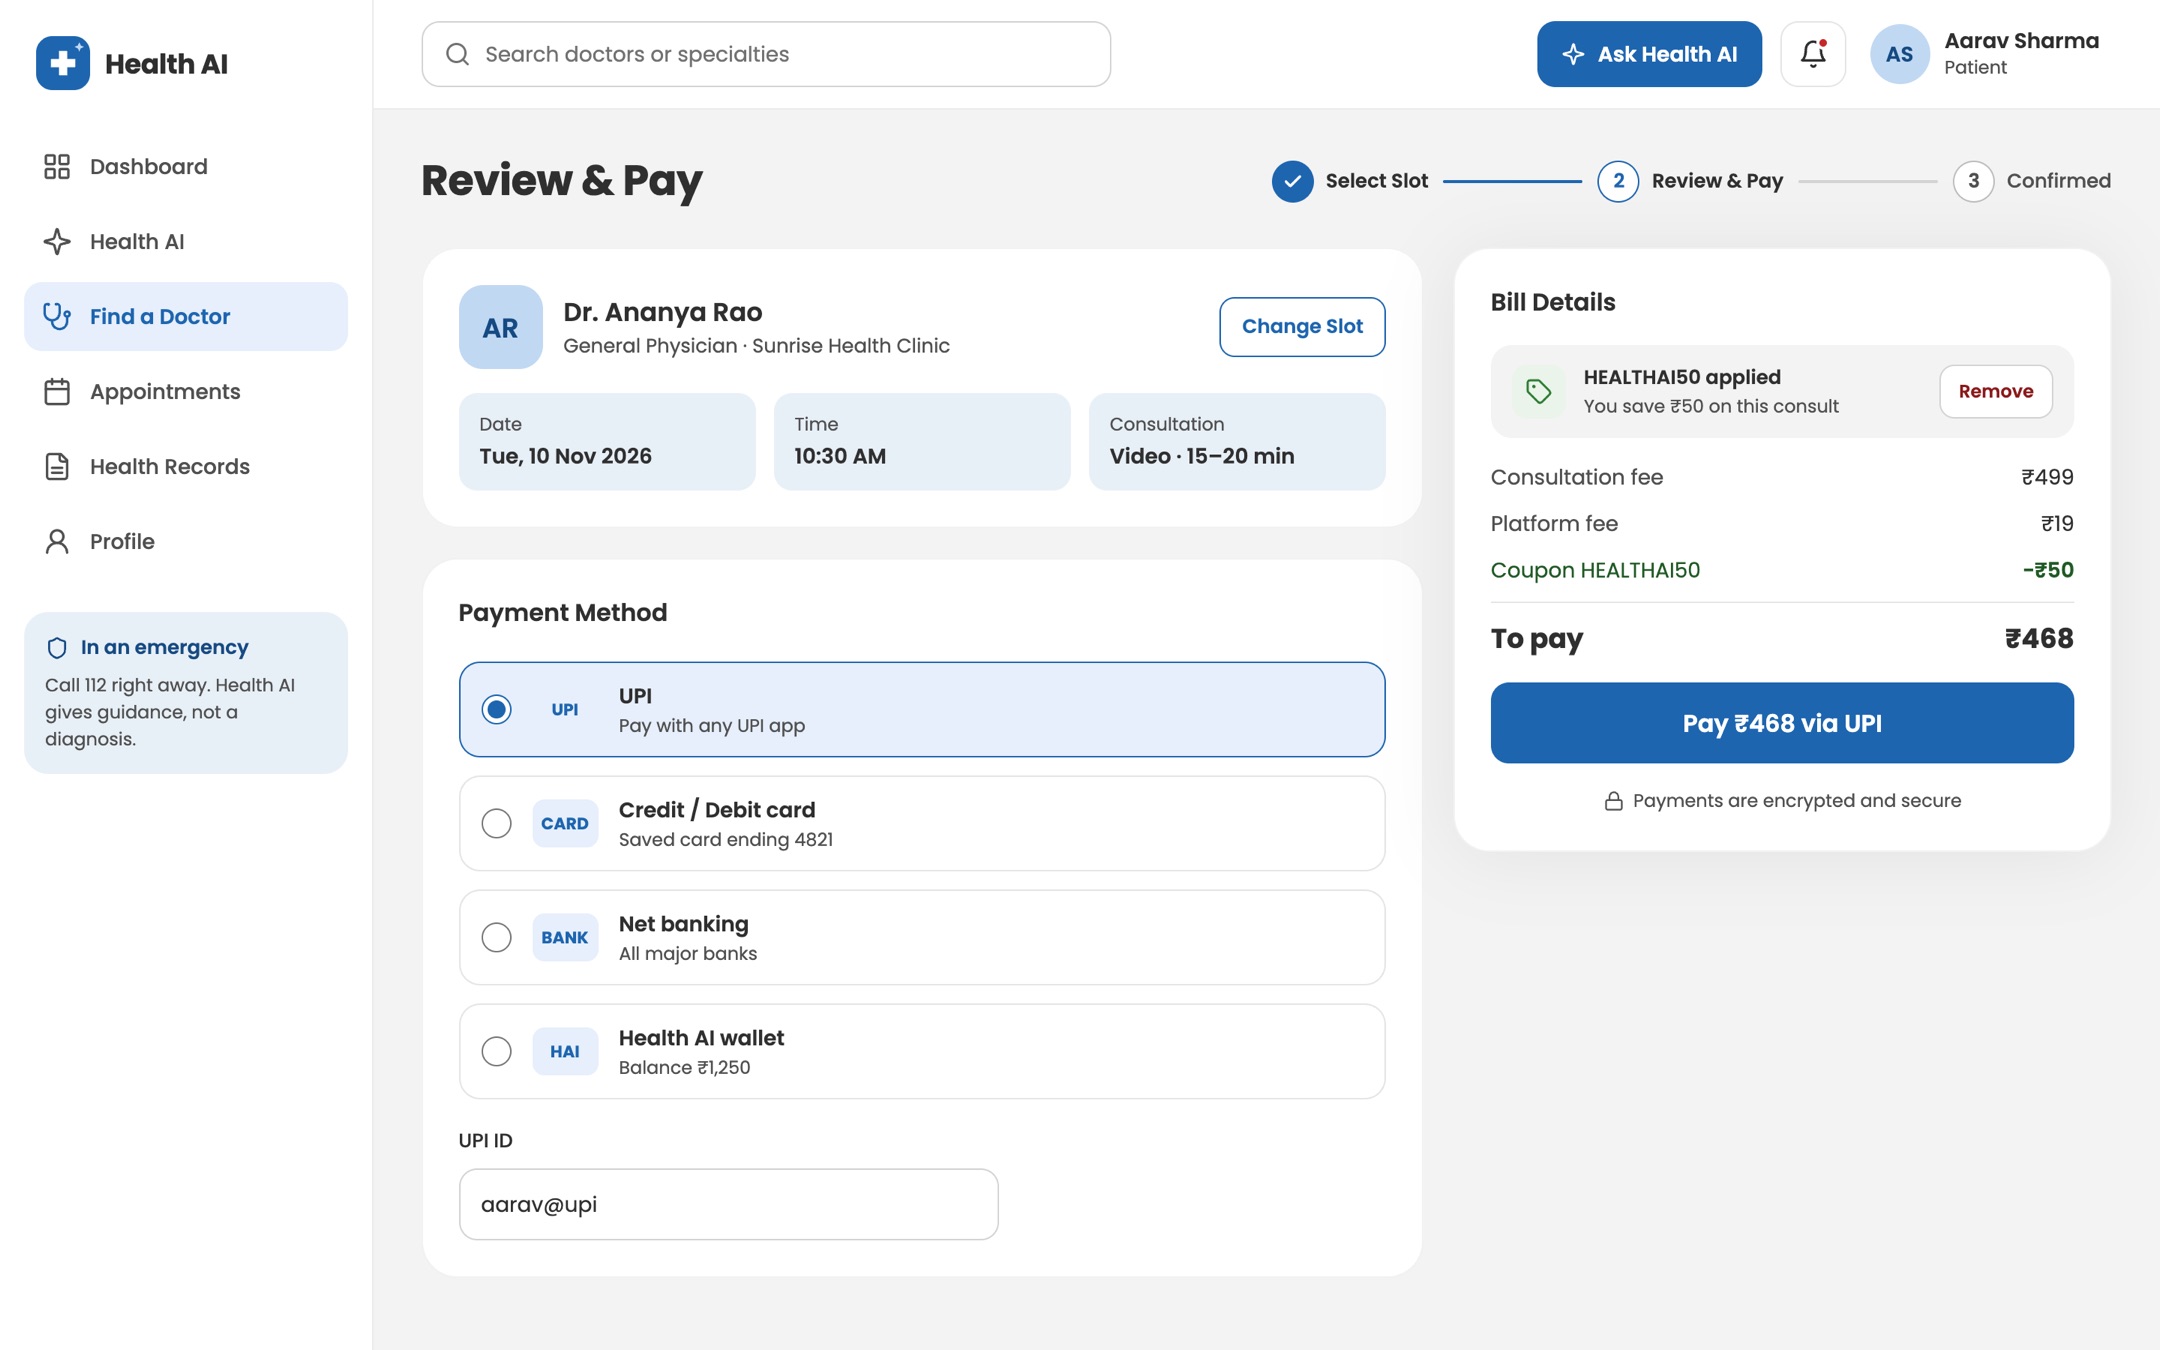 Health AI
Dashboard
Health AI
Find a Doctor
Appointments
Health Records
Profile
In an emergency
Call 112 right away. Health AI
gives guidance, not a
diagnosis.
Search doctors or specialties
Ask Health AI
AS
Aarav Sharma
Patient
Review & Pay
Select Slot
2
Review & Pay
3
Confirmed
AR
Dr. Ananya Rao
General Physician · Sunrise Health Clinic
Change Slot
Date
Tue, 10 Nov 2026
Time
10:30 AM
Consultation
Video · 15–20 min
Payment Method
UPI
UPI
Pay with any UPI app
CARD
Credit / Debit card
Saved card ending 4821
BANK
Net banking
All major banks
HAI
Health AI wallet
Balance ₹1,250
UPI ID
aarav@upi
Bill Details
HEALTHAI50 applied
You save ₹50 on this consult
Remove
Consultation fee ₹499
Platform fee ₹19
Coupon HEALTHAI50 -₹50
To pay ₹468
Pay ₹468 via UPI
Payments are encrypted and secure